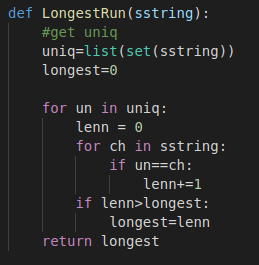 def LongestRun(sstring):
    #get uniq
    uniq=list(set(sstring))
    longest=0

    for un in uniq:
        lenn = 0
        for ch in sstring:
            if un==ch:
                lenn+=1
        if lenn>longest:
            longest=lenn
    return longest